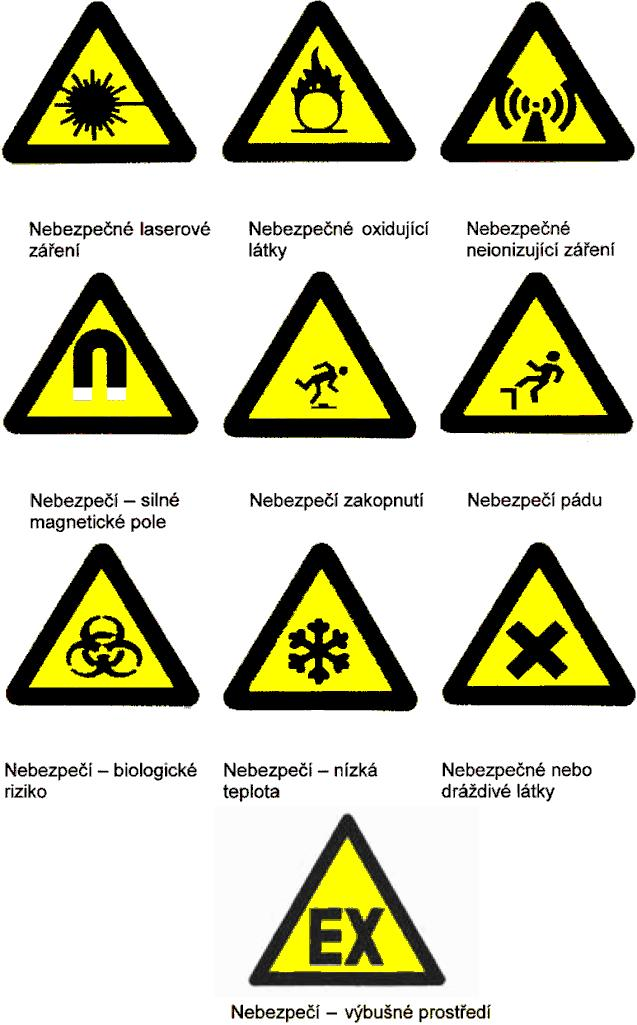 Nebezpečné laserové
záření
Nebezpečné oxidující
látky
Nebezpečné
neionizující záření
Nebezpečí – silné
magnetické pole
Nebezpečí zakopnutí
Nebezpečí pádu
Nebezpečí – biologické
riziko
Nebezpečí – nízká
teplota
Nebezpečné nebo
dráždivé látky
EX
Nebezpečí – výbušné prostředí